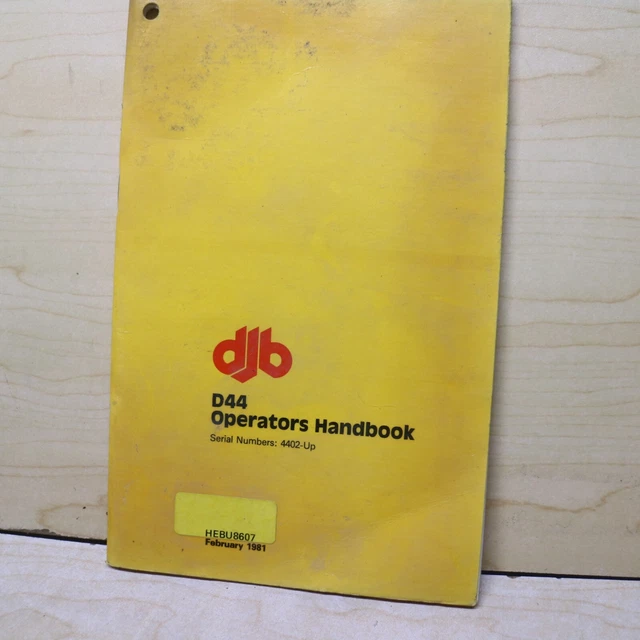 djb
D44
Operators Handbook
Serial Numbers: 4402-Up
HEBU8607
February 1981